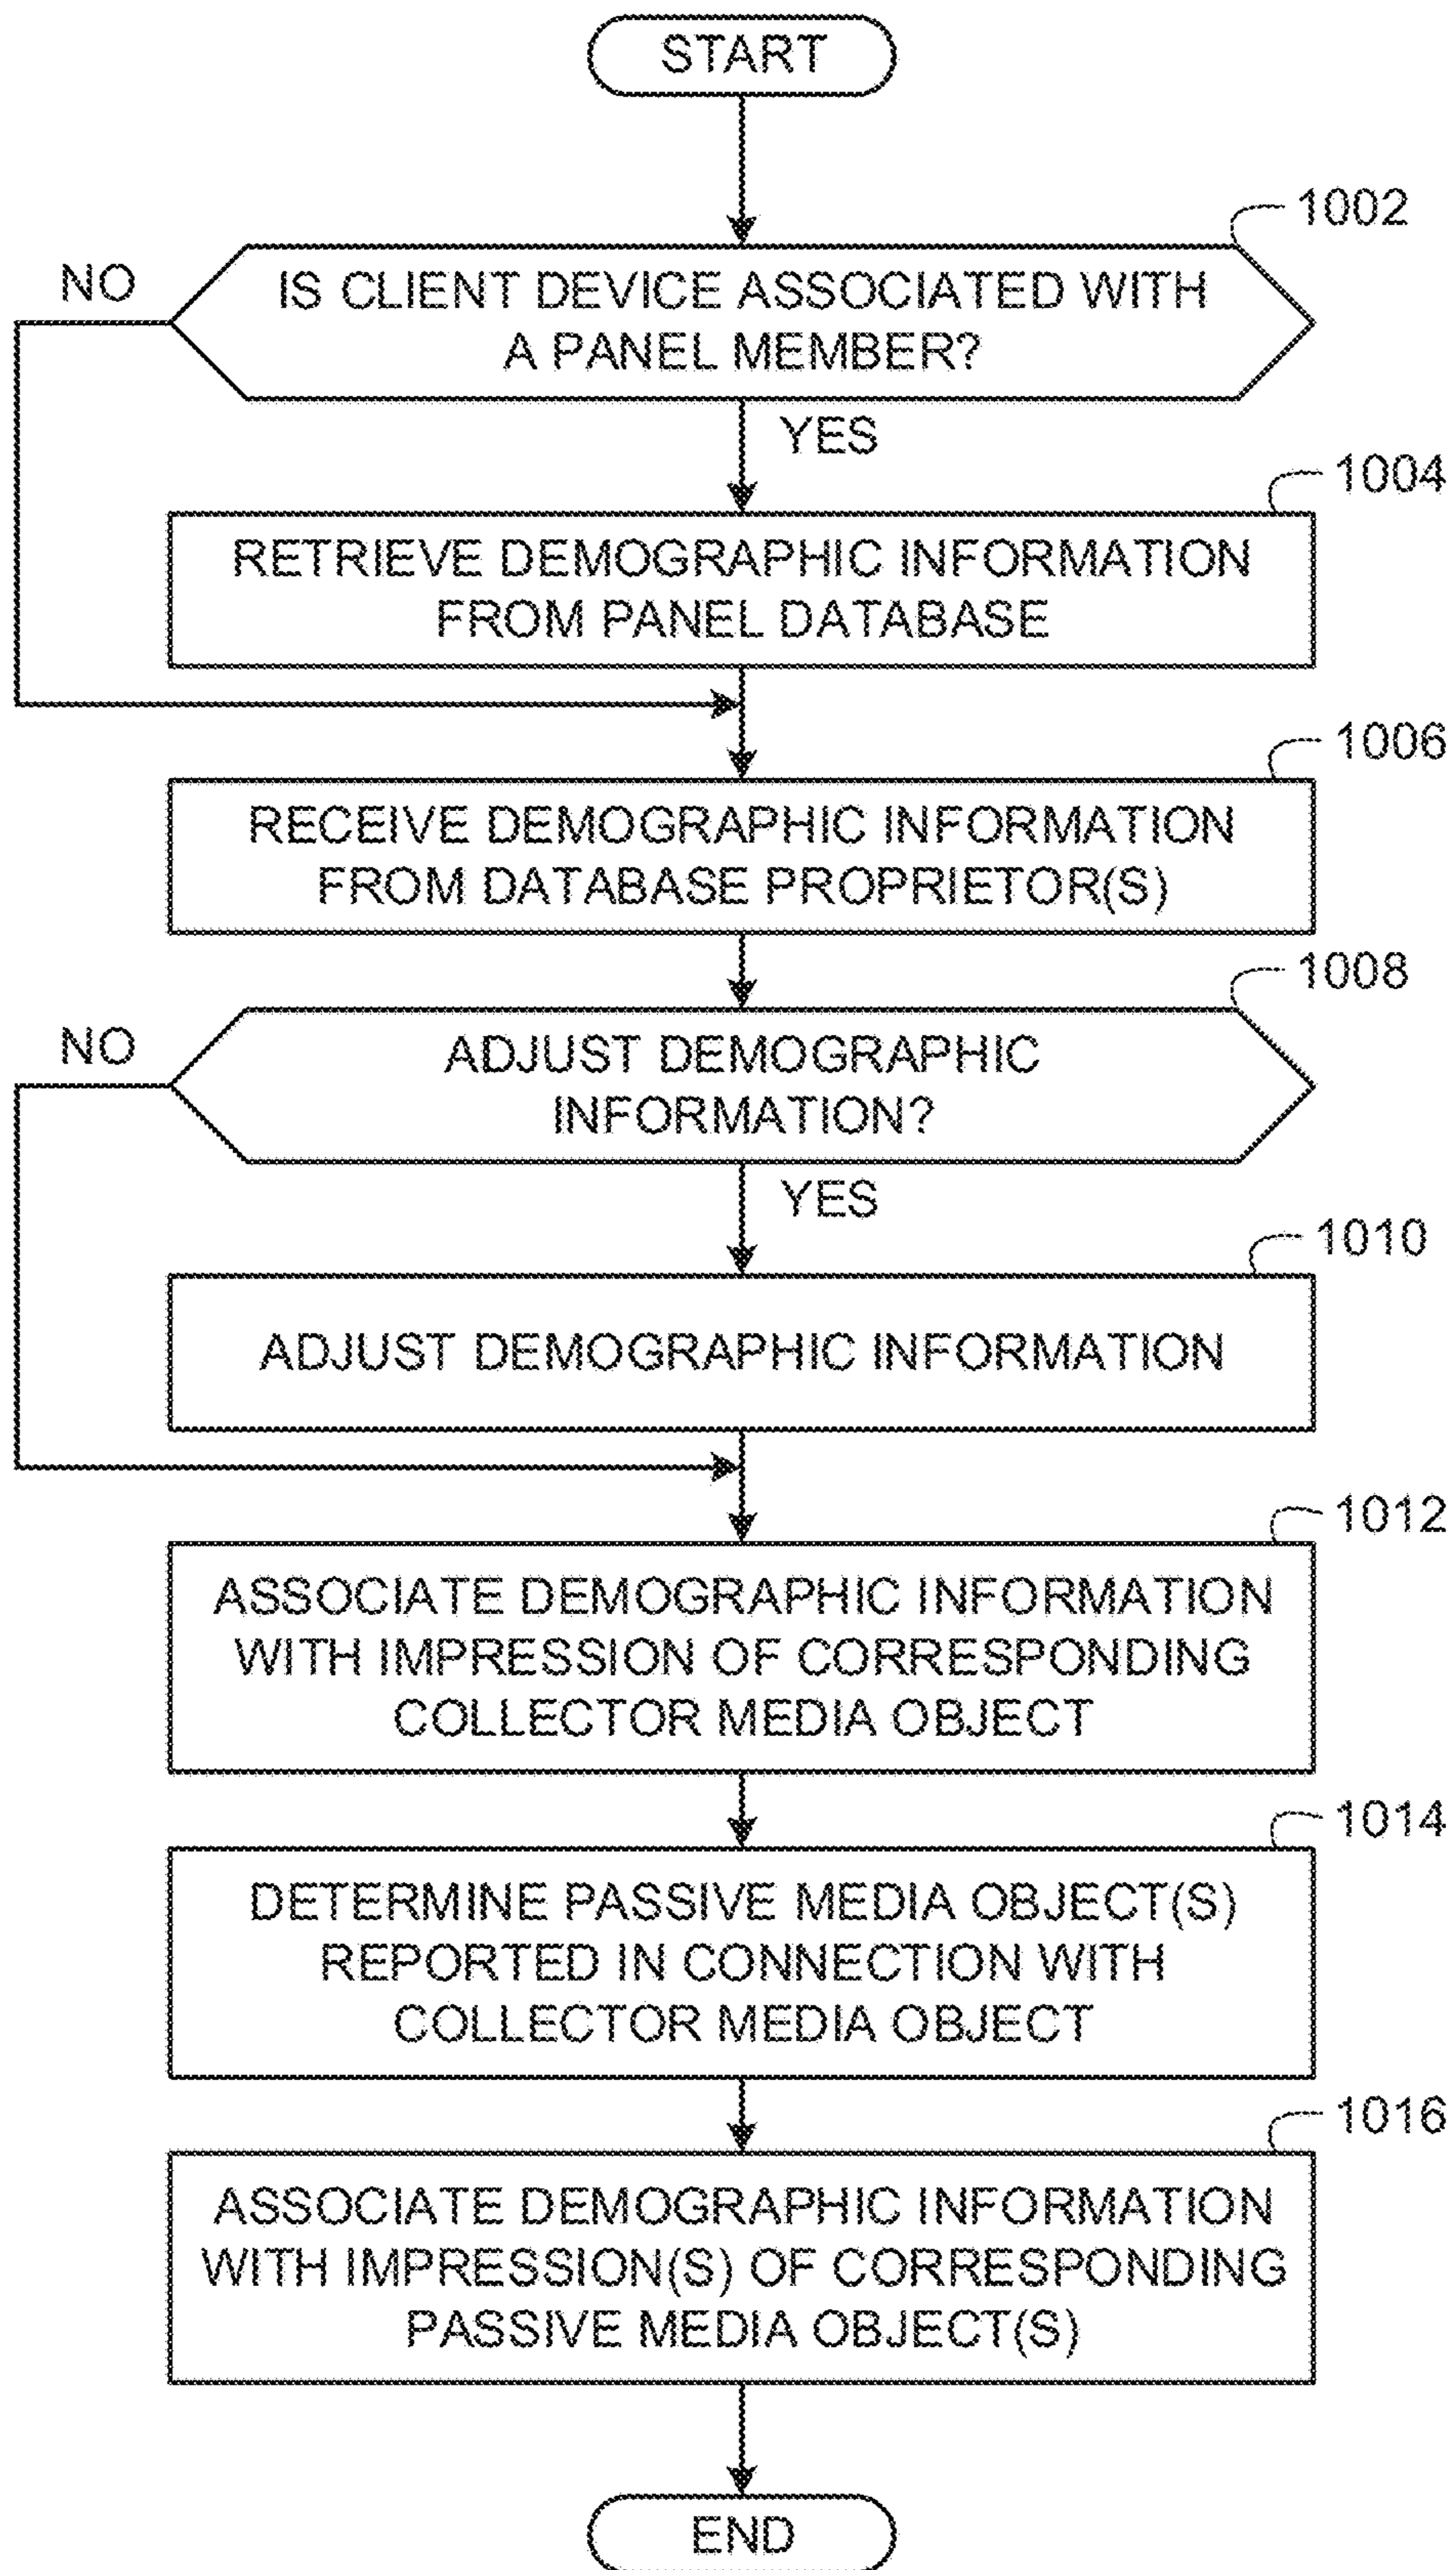 START
1002
NO
IS CLIENT DEVICE ASSOCIATED WITH
A PANEL MEMBER?
YES
1004
RETRIEVE DEMOGRAPHIC INFORMATION
FROM PANEL DATABASE
1006
RECEIVE DEMOGRAPHIC INFORMATION
FROM DATABASE PROPRIETOR(S)
1008
NO
ADJUST DEMOGRAPHIC
INFORMATION?
YES
1010
ADJUST DEMOGRAPHIC INFORMATION
1012
ASSOCIATE DEMOGRAPHIC INFORMATION
WITH IMPRESSION OF CORRESPONDING
COLLECTOR MEDIA OBJECT
1014
DETERMINE PASSIVE MEDIA OBJECT(S)
REPORTED IN CONNECTION WITH
COLLECTOR MEDIA OBJECT
1016
ASSOCIATE DEMOGRAPHIC INFORMATION
WITH IMPRESSION(S) OF CORRESPONDING
PASSIVE MEDIA OBJECT(S)
END